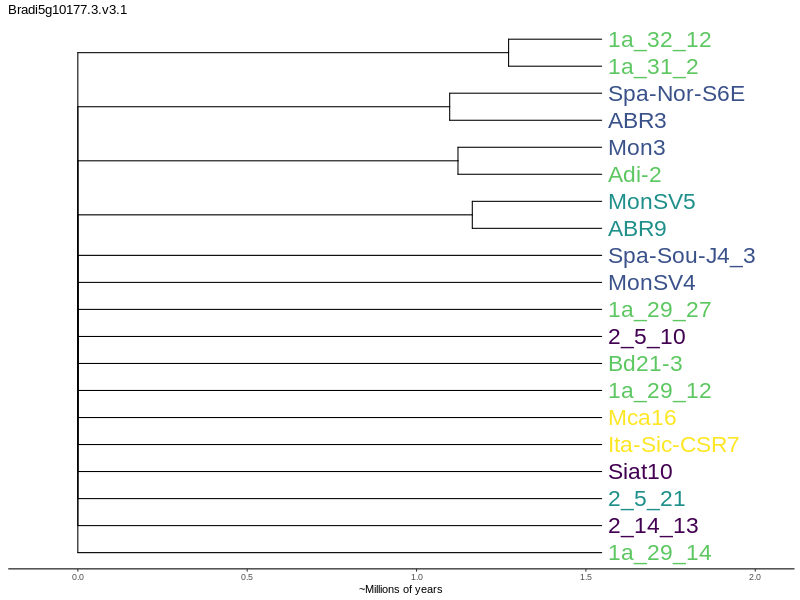 Bradi5g10177.3.v3.1
1a_32_12
1a_31_2
Spa-Nor-S6E
ABR3
Mon3
Adi-2
MonSV5
ABR9
Spa-Sou-J4_3
MonSV4
1a_29_27
2_5_10
Bd21-3
1a_29_12
Mca16
Ita-Sic-CSR7
Siat10
2_5_21
2_14_13
1a_29_14
0.0 0.5 1.0 1.5 2.0
~Millions of years